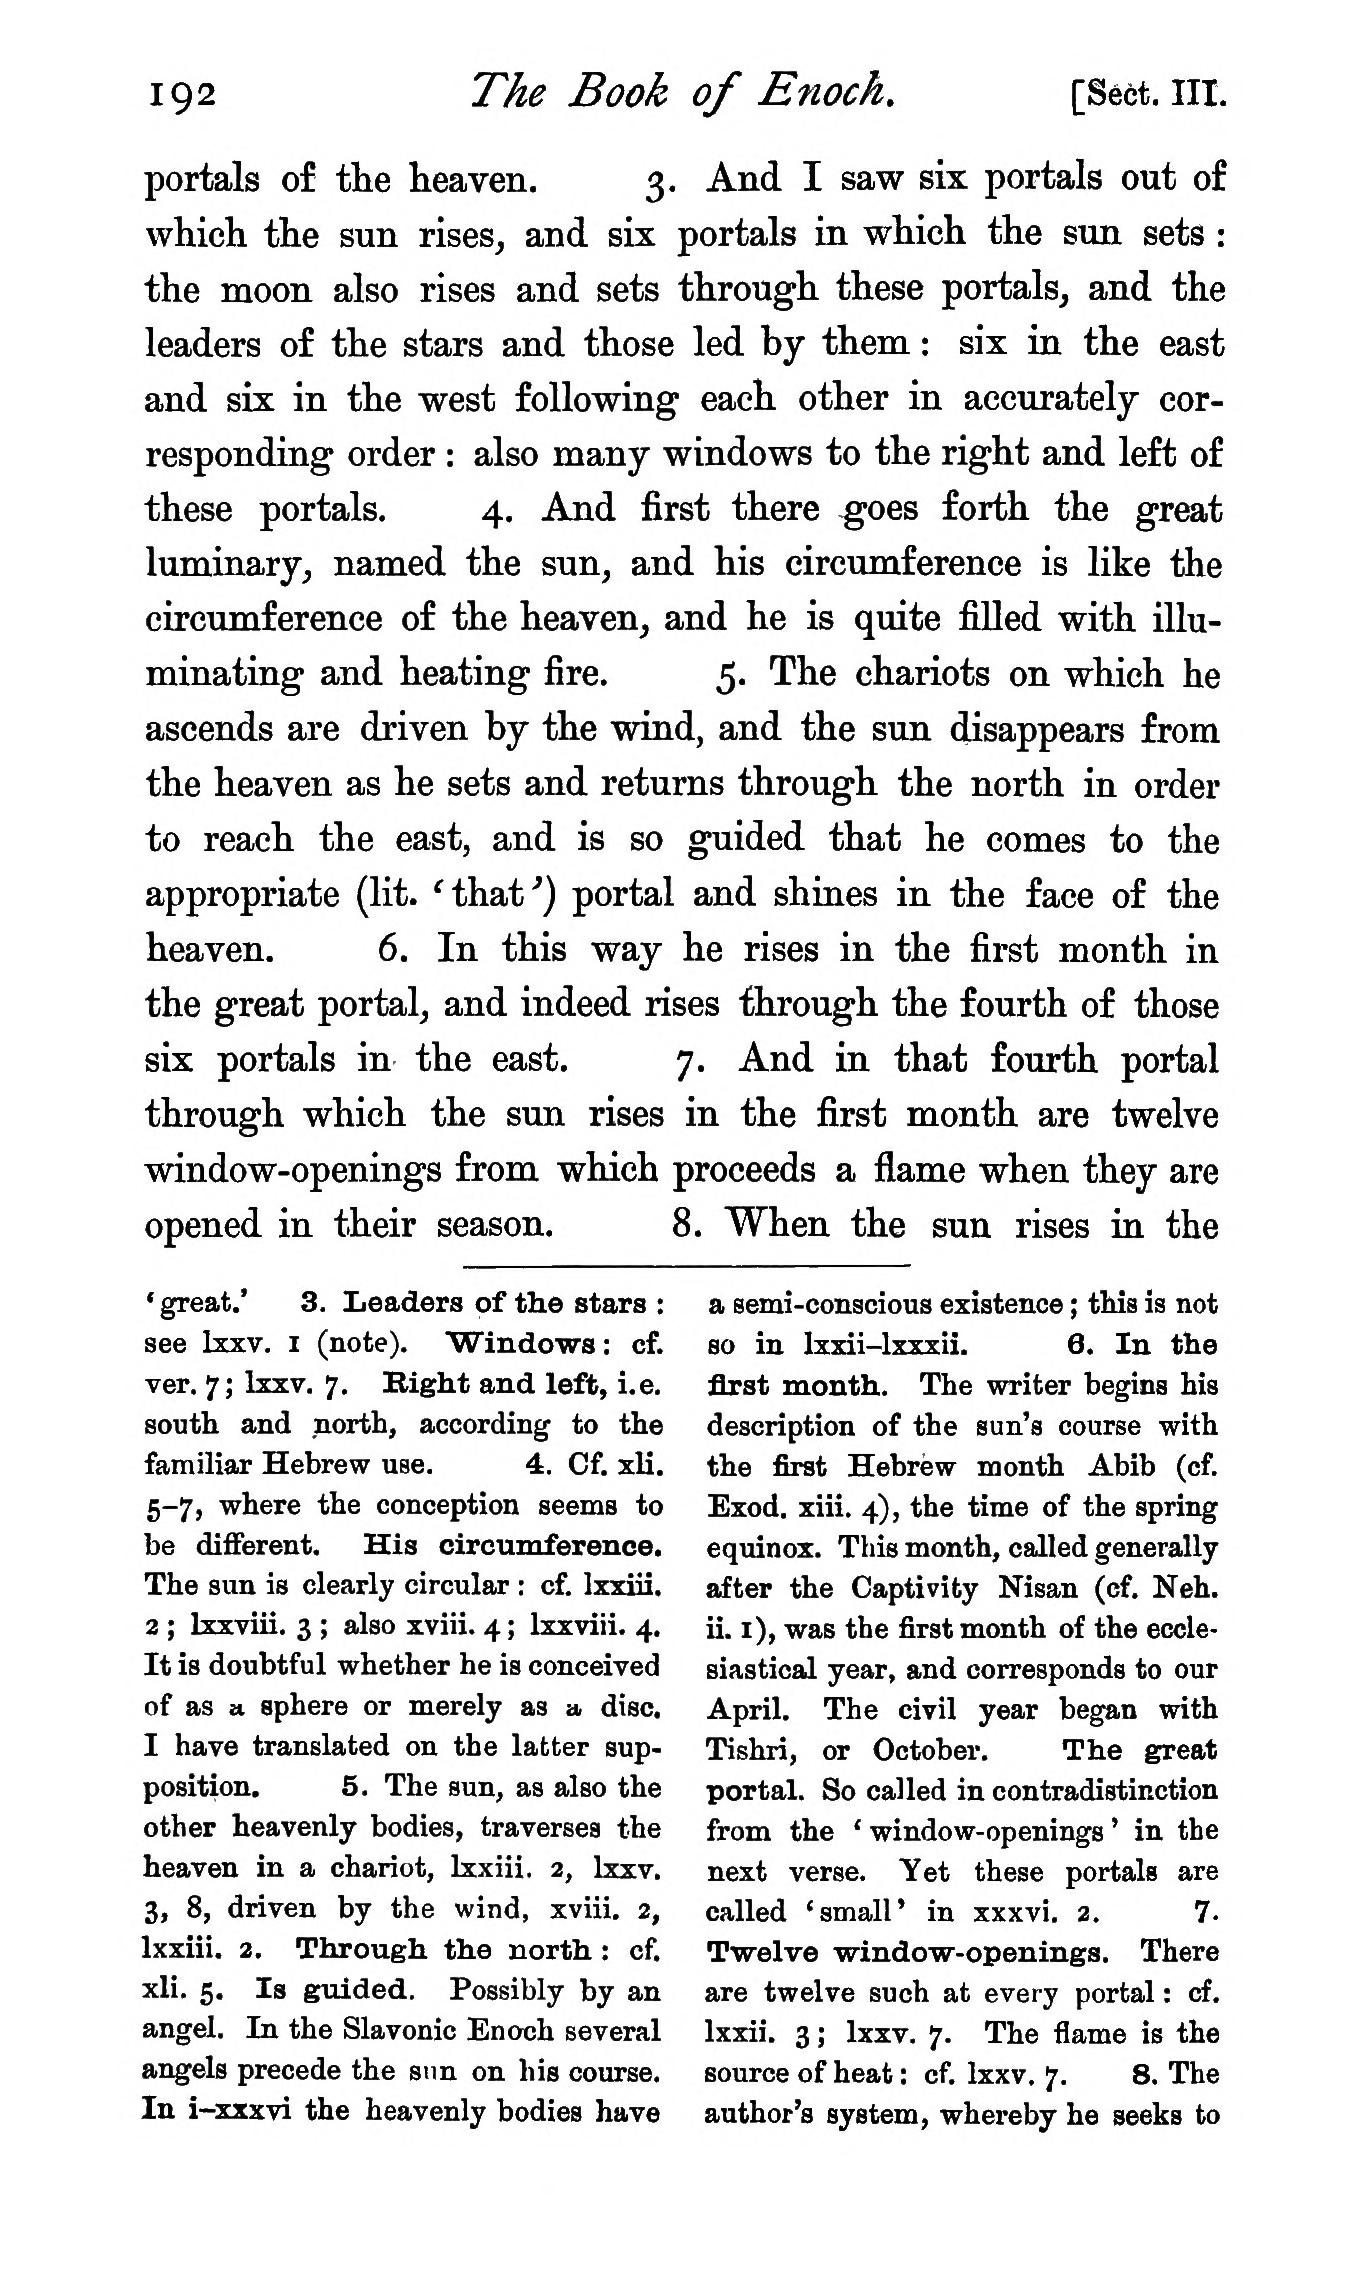 192 The Book of Enoch. [Sect. III.
portals of the heaven. 3. And I saw six portals out of
which the sun rises, and six portals in which the sun sets :
the moon also rises and sets through these portals, and the
leaders of the stars and those led by them : six in the east
and six in the west following each other in accurately cor-
responding order : also many windows to the right and left of
these portals. 4. And first there goes forth the great
luminary, named the sun, and his circumference is like the
circumference of the heaven, and he is quite filled with illu-
minating and heating fire. 5. The chariots on which he
ascends are driven by the wind, and the sun disappears from
the heaven as he sets and returns through the north in order
to reach the east, and is so guided that he comes to the
appropriate (lit. ‘that’) portal and shines in the face of the
heaven. 6. In this way he rises in the first month in
the great portal, and indeed rises through the fourth of those
six portals in the east. 7. And in that fourth portal
through which the sun rises in the first month are twelve
window-openings from which proceeds a flame when they are
opened in their season. 8. When the sun rises in the
‘great.’ 3. Leaders of the stars :
see lxxv. 1 (note). Windows: cf.
ver. 7; lxxv. 7. Right and left, i.e.
south and north, according to the
familiar Hebrew use. 4. Cf. xli.
5–7, where the conception seems to
be different. His circumference.
The sun is clearly circular : cf. lxxiii.
2; lxxviii. 3; also xviii. 4; lxxviii. 4.
It is doubtful whether he is conceived
of as a sphere or merely as a disc.
I have translated on the latter sup-
position. 5. The sun, as also the
other heavenly bodies, traverses the
heaven in a chariot, lxxiii. 2, lxxv.
3, 8, driven by the wind, xviii. 2,
lxxiii. 2. Through the north : cf.
xli. 5. Is guided. Possibly by an
angel. In the Slavonic Enoch several
angels precede the sun on his course.
In i–xxxvi the heavenly bodies have
a semi-conscious existence; this is not
so in lxxii–lxxxii. 6. In the
first month. The writer begins his
description of the sun’s course with
the first Hebrew month Abib (cf.
Exod. xiii. 4), the time of the spring
equinox. This month, called generally
after the Captivity Nisan (cf. Neh.
ii. 1), was the first month of the eccle-
siastical year, and corresponds to our
April. The civil year began with
Tishri, or October. The great
portal. So called in contradistinction
from the ‘window-openings’ in the
next verse. Yet these portals are
called ‘small’ in xxxvi. 2. 7.
Twelve window-openings. There
are twelve such at every portal : cf.
lxxii. 3; lxxv. 7. The flame is the
source of heat : cf. lxxv. 7. 8. The
author’s system, whereby he seeks to